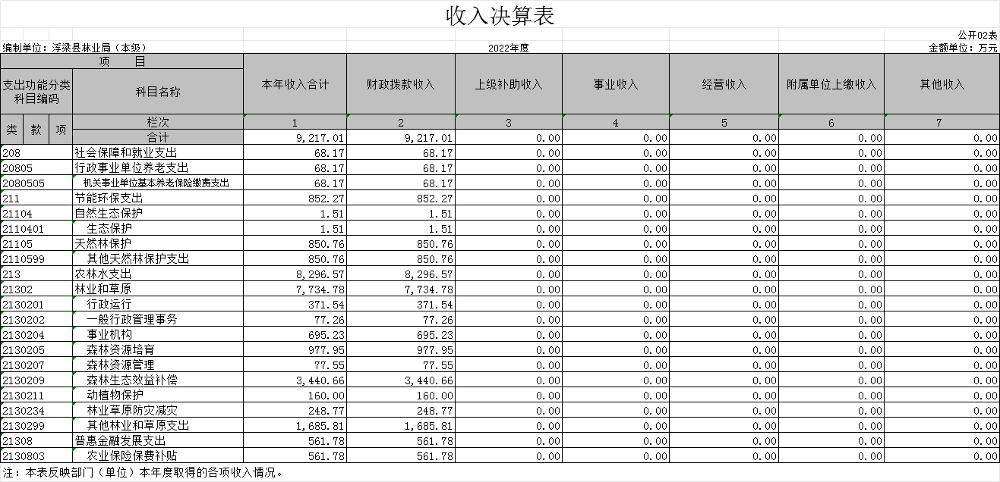 收入决算表
公开02表
编制单位：浮梁县林业局（本级） 2022年度 金额单位：万元
项 目 本年收入合计 财政拨款收入 上级补助收入 事业收入 经营收入 附属单位上缴收入 其他收入
支出功能分类科目编码 科目名称
类 款 项 栏次 1 2 3 4 5 6 7
合计 9,217.01 9,217.01 0.00 0.00 0.00 0.00 0.00
208 社会保障和就业支出 68.17 68.17 0.00 0.00 0.00 0.00 0.00
20805 行政事业单位养老支出 68.17 68.17 0.00 0.00 0.00 0.00 0.00
2080505 机关事业单位基本养老保险缴费支出 68.17 68.17 0.00 0.00 0.00 0.00 0.00
211 节能环保支出 852.27 852.27 0.00 0.00 0.00 0.00 0.00
21104 自然生态保护 1.51 1.51 0.00 0.00 0.00 0.00 0.00
2110401 生态保护 1.51 1.51 0.00 0.00 0.00 0.00 0.00
21105 天然林保护 850.76 850.76 0.00 0.00 0.00 0.00 0.00
2110599 其他天然林保护支出 850.76 850.76 0.00 0.00 0.00 0.00 0.00
213 农林水支出 8,296.57 8,296.57 0.00 0.00 0.00 0.00 0.00
21302 林业和草原 7,734.78 7,734.78 0.00 0.00 0.00 0.00 0.00
2130201 行政运行 371.54 371.54 0.00 0.00 0.00 0.00 0.00
2130202 一般行政管理事务 77.26 77.26 0.00 0.00 0.00 0.00 0.00
2130204 事业机构 695.23 695.23 0.00 0.00 0.00 0.00 0.00
2130205 森林资源培育 977.95 977.95 0.00 0.00 0.00 0.00 0.00
2130207 森林资源管理 77.55 77.55 0.00 0.00 0.00 0.00 0.00
2130209 森林生态效益补偿 3,440.66 3,440.66 0.00 0.00 0.00 0.00 0.00
2130211 动植物保护 160.00 160.00 0.00 0.00 0.00 0.00 0.00
2130234 林业草原防灾减灾 248.77 248.77 0.00 0.00 0.00 0.00 0.00
2130299 其他林业和草原支出 1,685.81 1,685.81 0.00 0.00 0.00 0.00 0.00
21308 普惠金融发展支出 561.78 561.78 0.00 0.00 0.00 0.00 0.00
2130803 农业保险保费补贴 561.78 561.78 0.00 0.00 0.00 0.00 0.00
注：本表反映部门（单位）本年度取得的各项收入情况。